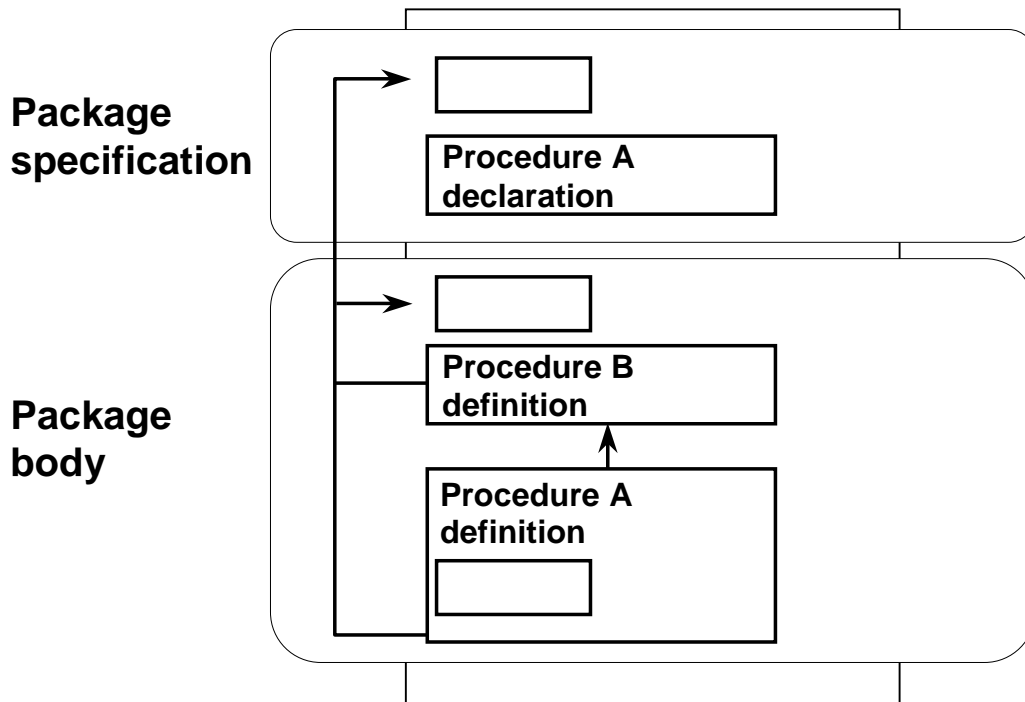 Package
specification
Procedure A
declaration
Package
body
Procedure B
definition
Procedure A
definition